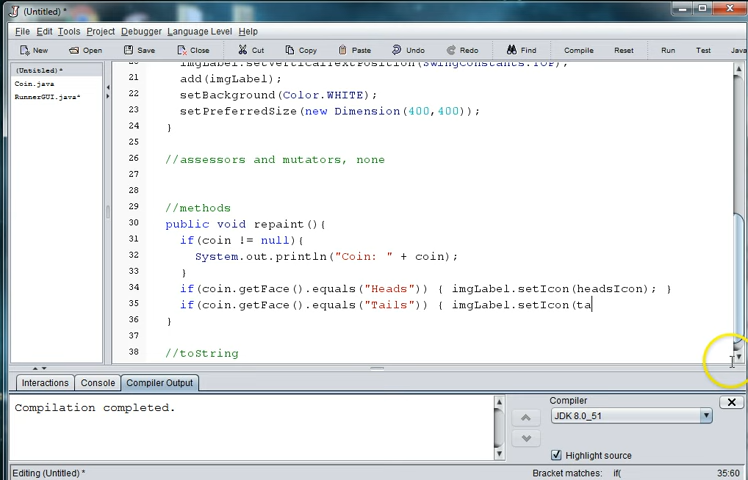 (Untitled) *
File Edit Tools Project Debugger Language Level Help
New Open Save Close Cut Copy Paste Undo Redo Find Compile Reset Run Test Java
(Untitled) *
Coin.java
RunnerGUI.java*
20 imgLabel.setVerticalTextPosition(SwingConstants.TOP);
21 add(imgLabel);
22 setBackground(Color.WHITE);
23 setPreferredSize(new Dimension(400,400));
24 }
25
26 //assessors and mutators, none
27
28
29 //methods
30 public void repaint(){
31 if(coin != null){
32 System.out.println("Coin: " + coin);
33 }
34 if(coin.getFace().equals("Heads")) { imgLabel.setIcon(headsIcon); }
35 if(coin.getFace().equals("Tails")) { imgLabel.setIcon(ta
36 }
37
38 //toString
Interactions Console Compiler Output
Compilation completed.
Compiler
JDK 8.0_51
Highlight source
Editing (Untitled) * Bracket matches: if( 35:60